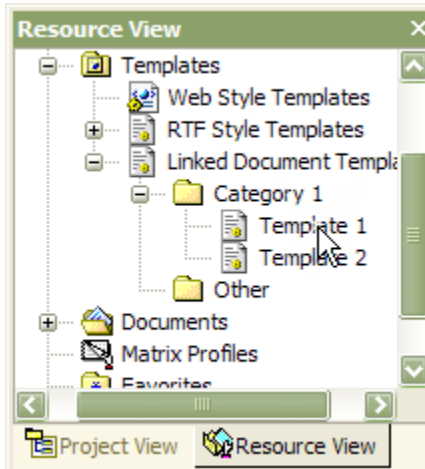 Resource View
Templates
Web Style Templates
RTF Style Templates
Linked Document Templa
Category 1
Template 1
Template 2
Other
Documents
Matrix Profiles
Favorites
Project View
Resource View